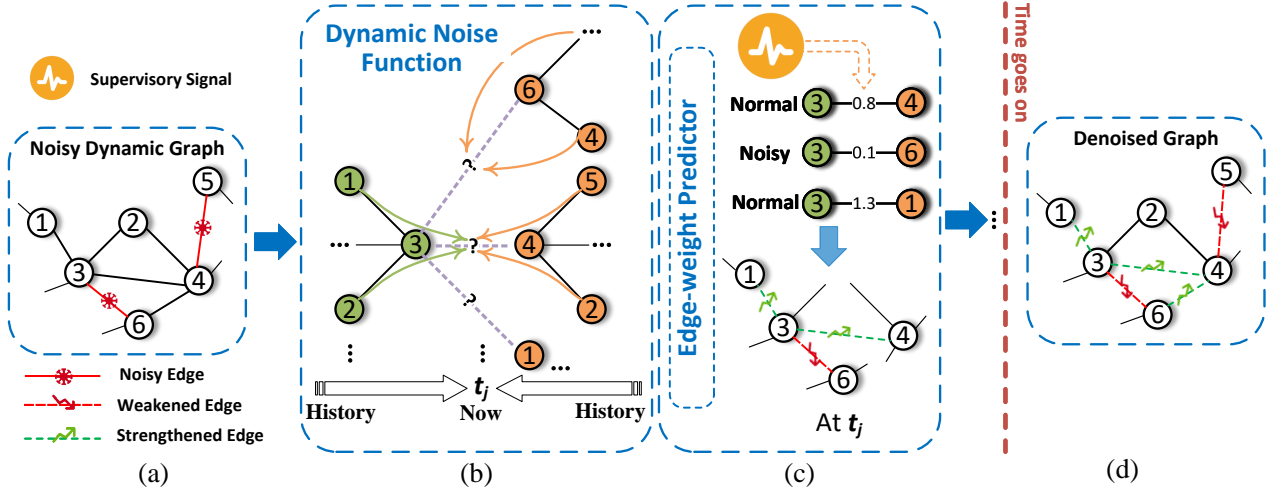 Supervisory Signal
Noisy Dynamic Graph
1
2
3
4
5
6
Noisy Edge
Weakened Edge
Strengthened Edge
(a)
Dynamic Noise
Function
...
6
4
?
1
5
...
3
?
4
...
2
2
?
1
...
...
...
t_j
History
Now
History
(b)
Edge-weight Predictor
Normal 3 0.8 4
Noisy 3 0.1 6
Normal 3 1.3 1
1
3
4
6
At t_j
(c)
...
Time goes on
Denoised Graph
5
1
2
3
4
6
(d)